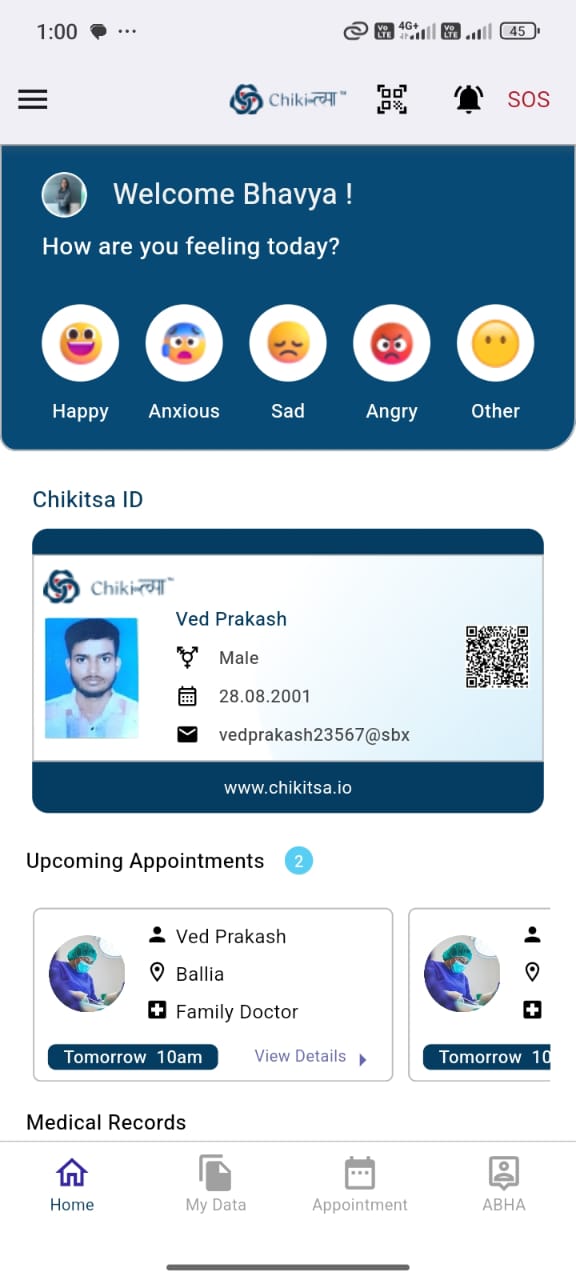 1:00 ...
4G+
Vo LTE
Vo LTE
45
Chikiत्सा™
SOS
Welcome Bhavya !
How are you feeling today?
Happy Anxious Sad Angry Other
Chikitsa ID
Chikiत्सा™
Ved Prakash
Male
28.08.2001
vedprakash23567@sbx
www.chikitsa.io
Upcoming Appointments 2
Ved Prakash
Ballia
Family Doctor
Tomorrow 10am View Details Tomorrow 10
Medical Records
Home My Data Appointment ABHA